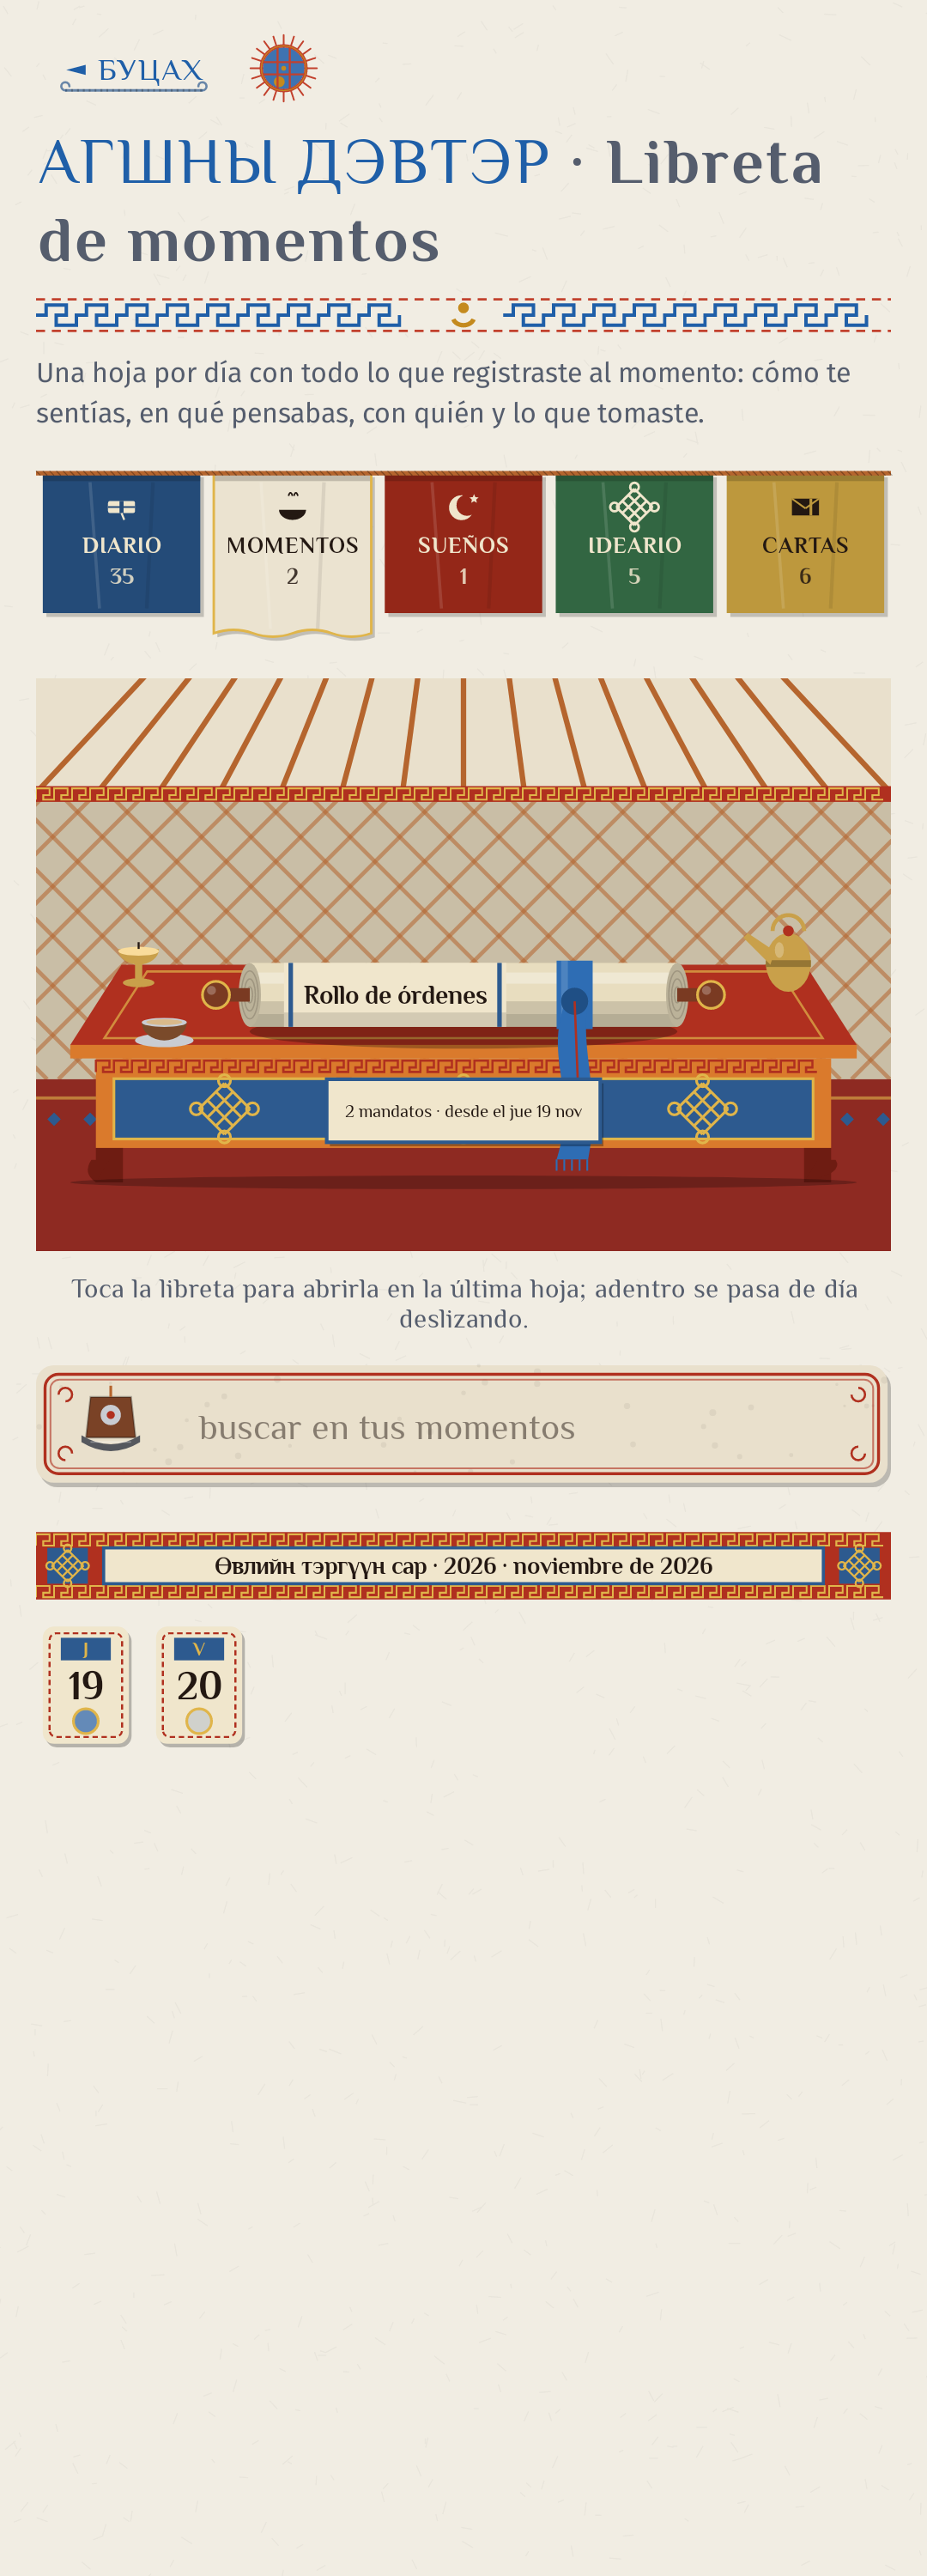 БУЦАХ
АГШНЫ ДЭВТЭР · Libreta
de momentos
Una hoja por día con todo lo que registraste al momento: cómo te
sentías, en qué pensabas, con quién y lo que tomaste.
DIARIO
35
MOMENTOS
2
SUEÑOS
1
IDEARIO
5
CARTAS
6
Rollo de órdenes
2 mandatos · desde el jue 19 nov
Toca la libreta para abrirla en la última hoja; adentro se pasa de día
deslizando.
buscar en tus momentos
Өвлийн тэргүүн сар · 2026 · noviembre de 2026
J
19
V
20